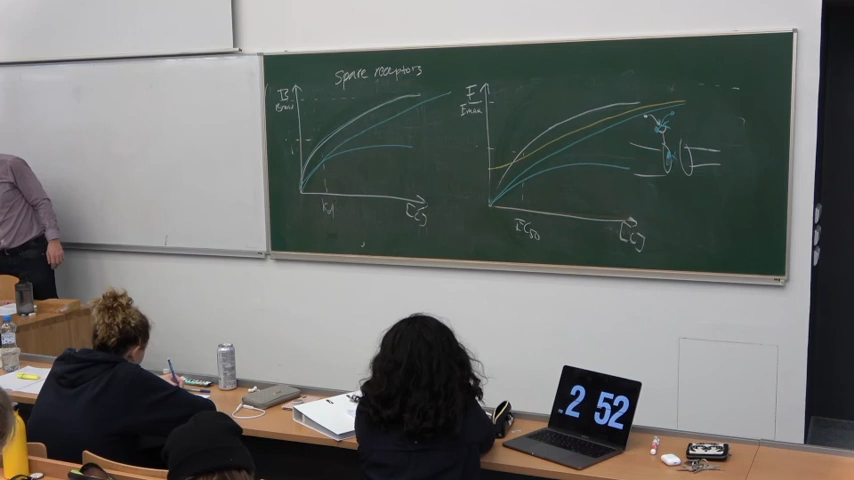 spare receptors
B
Bmax
Kd
[C]
E
Emax
EC50
[C]
2 52